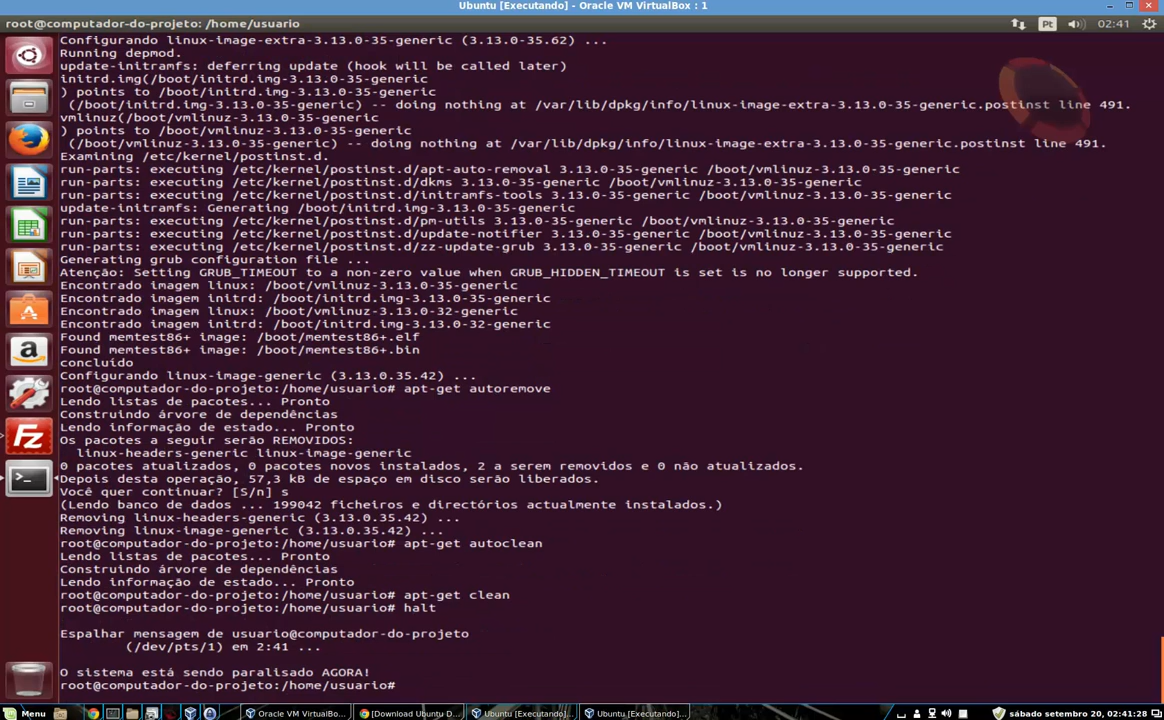 Ubuntu [Executando] - Oracle VM VirtualBox : 1
root@computador-do-projeto: /home/usuario
Pt
02:41
Configurando linux-image-extra-3.13.0-35-generic (3.13.0-35.62) ...
Running depmod.
update-initramfs: deferring update (hook will be called later)
initrd.img(/boot/initrd.img-3.13.0-35-generic
) points to /boot/initrd.img-3.13.0-35-generic
(/boot/initrd.img-3.13.0-35-generic) -- doing nothing at /var/lib/dpkg/info/linux-image-extra-3.13.0-35-generic.postinst line 491.
vmlinuz(/boot/vmlinuz-3.13.0-35-generic
) points to /boot/vmlinuz-3.13.0-35-generic
(/boot/vmlinuz-3.13.0-35-generic) -- doing nothing at /var/lib/dpkg/info/linux-image-extra-3.13.0-35-generic.postinst line 491.
Examining /etc/kernel/postinst.d.
run-parts: executing /etc/kernel/postinst.d/apt-auto-removal 3.13.0-35-generic /boot/vmlinuz-3.13.0-35-generic
run-parts: executing /etc/kernel/postinst.d/dkms 3.13.0-35-generic /boot/vmlinuz-3.13.0-35-generic
run-parts: executing /etc/kernel/postinst.d/initramfs-tools 3.13.0-35-generic /boot/vmlinuz-3.13.0-35-generic
update-initramfs: Generating /boot/initrd.img-3.13.0-35-generic
run-parts: executing /etc/kernel/postinst.d/pm-utils 3.13.0-35-generic /boot/vmlinuz-3.13.0-35-generic
run-parts: executing /etc/kernel/postinst.d/update-notifier 3.13.0-35-generic /boot/vmlinuz-3.13.0-35-generic
run-parts: executing /etc/kernel/postinst.d/zz-update-grub 3.13.0-35-generic /boot/vmlinuz-3.13.0-35-generic
Generating grub configuration file ...
Atenção: Setting GRUB_TIMEOUT to a non-zero value when GRUB_HIDDEN_TIMEOUT is set is no longer supported.
Encontrado imagem linux: /boot/vmlinuz-3.13.0-35-generic
Encontrado imagem initrd: /boot/initrd.img-3.13.0-35-generic
Encontrado imagem linux: /boot/vmlinuz-3.13.0-32-generic
Encontrado imagem initrd: /boot/initrd.img-3.13.0-32-generic
Found memtest86+ image: /boot/memtest86+.elf
Found memtest86+ image: /boot/memtest86+.bin
concluído
Configurando linux-image-generic (3.13.0.35.42) ...
root@computador-do-projeto:/home/usuario# apt-get autoremove
Lendo listas de pacotes... Pronto
Construindo árvore de dependências
Lendo informação de estado... Pronto
Os pacotes a seguir serão REMOVIDOS:
linux-headers-generic linux-image-generic
0 pacotes atualizados, 0 pacotes novos instalados, 2 a serem removidos e 0 não atualizados.
Depois desta operação, 57,3 kB de espaço em disco serão liberados.
Você quer continuar? [S/n] s
(Lendo banco de dados ... 199042 ficheiros e directórios actualmente instalados.)
Removing linux-headers-generic (3.13.0.35.42) ...
Removing linux-image-generic (3.13.0.35.42) ...
root@computador-do-projeto:/home/usuario# apt-get autoclean
Lendo listas de pacotes... Pronto
Construindo árvore de dependências
Lendo informação de estado... Pronto
root@computador-do-projeto:/home/usuario# apt-get clean
root@computador-do-projeto:/home/usuario# halt
Espalhar mensagem de usuario@computador-do-projeto
(/dev/pts/1) em 2:41 ...
O sistema está sendo paralisado AGORA!
root@computador-do-projeto:/home/usuario#
a
Fz
Menu
Oracle VM VirtualBo...
[Download Ubuntu D...
Ubuntu [Executando]...
Ubuntu [Executando]...
sábado setembro 20, 02:41:28